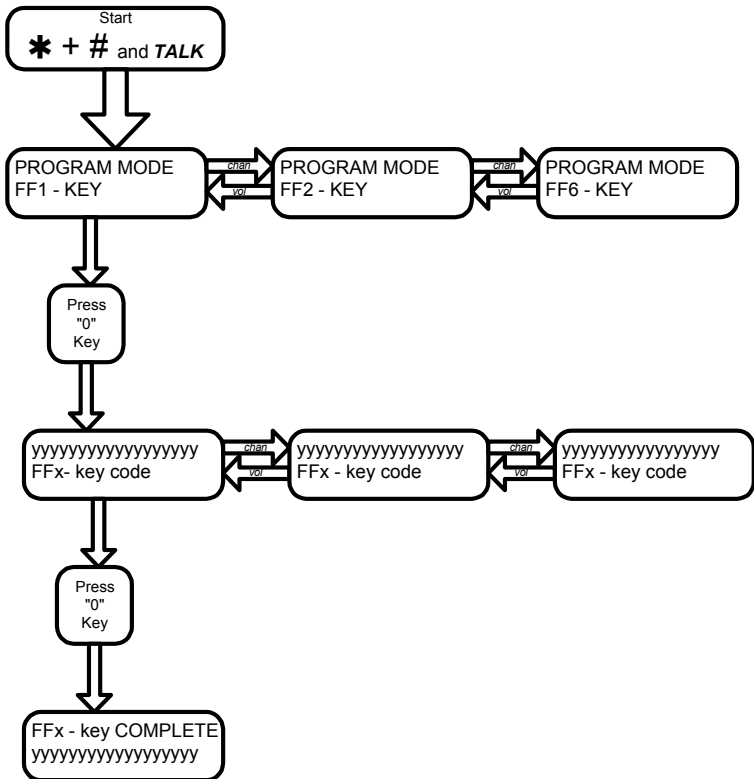 Start
✱ + # and TALK
PROGRAM MODE
FF1 - KEY
chan
vol
PROGRAM MODE
FF2 - KEY
chan
vol
PROGRAM MODE
FF6 - KEY
Press
"0"
Key
yyyyyyyyyyyyyyyyyy
FFx- key code
chan
vol
yyyyyyyyyyyyyyyyyy
FFx - key code
chan
vol
yyyyyyyyyyyyyyyyy
FFx - key code
Press
"0"
Key
FFx - key COMPLETE
yyyyyyyyyyyyyyyyyy